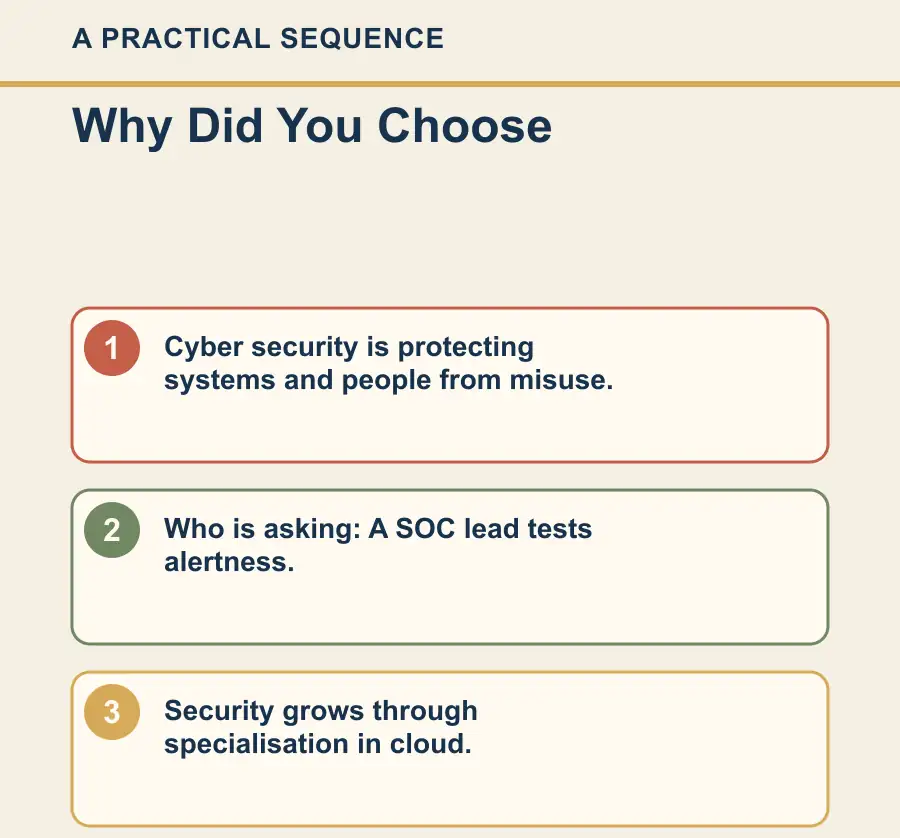 A PRACTICAL SEQUENCE
Why Did You Choose
1
Cyber security is protecting
systems and people from misuse.
2
Who is asking: A SOC lead tests
alertness.
3
Security grows through
specialisation in cloud.